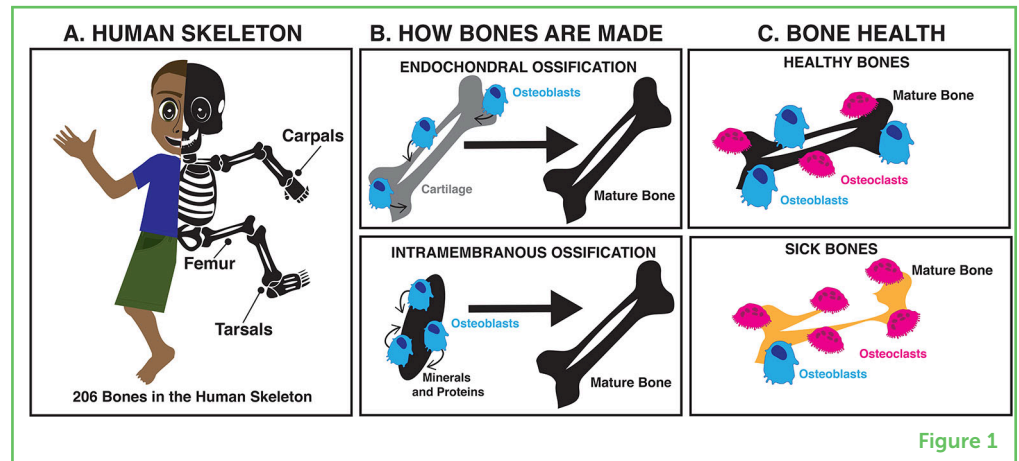 A. HUMAN SKELETON
Carpals
Femur
Tarsals
206 Bones in the Human Skeleton
B. HOW BONES ARE MADE
ENDOCHONDRAL OSSIFICATION
Osteoblasts
Cartilage
Mature Bone
INTRAMEMBRANOUS OSSIFICATION
Osteoblasts
Minerals
and Proteins
Mature Bone
C. BONE HEALTH
HEALTHY BONES
Mature Bone
Osteoclasts
Osteoblasts
SICK BONES
Mature Bone
Osteoclasts
Osteoblasts
Figure 1